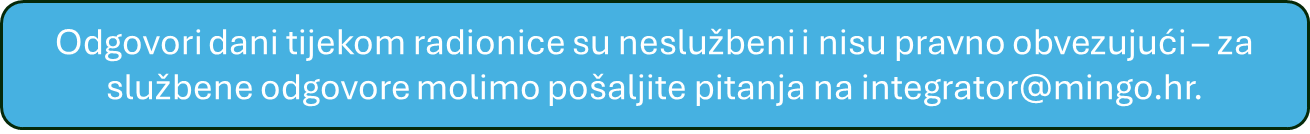 Odgovori dani tijekom radionice su neslužbeni i nisu pravno obvezujući – za
službene odgovore molimo pošaljite pitanja na integrator@mingo.hr.